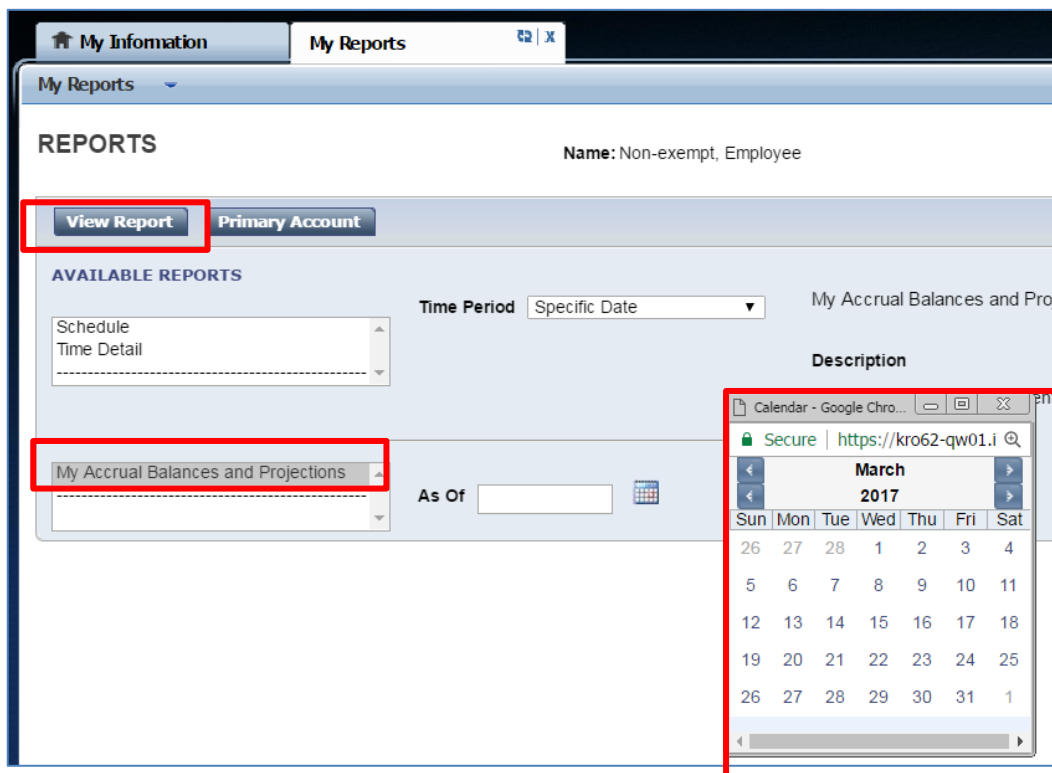 My Information
My Reports
x
My Reports
REPORTS
Name: Non-exempt, Employee
View Report
Primary Account
AVAILABLE REPORTS
Schedule
Time Detail
------------------------------------------------
Time Period Specific Date
My Accrual Balances and Pro
Description
en
My Accrual Balances and Projections
------------------------------------------------
As Of
Calendar - Google Chro...
Secure | https://kro62-qw01.i
March
2017
Sun Mon Tue Wed Thu Fri Sat
26 27 28 1 2 3 4
5 6 7 8 9 10 11
12 13 14 15 16 17 18
19 20 21 22 23 24 25
26 27 28 29 30 31 1